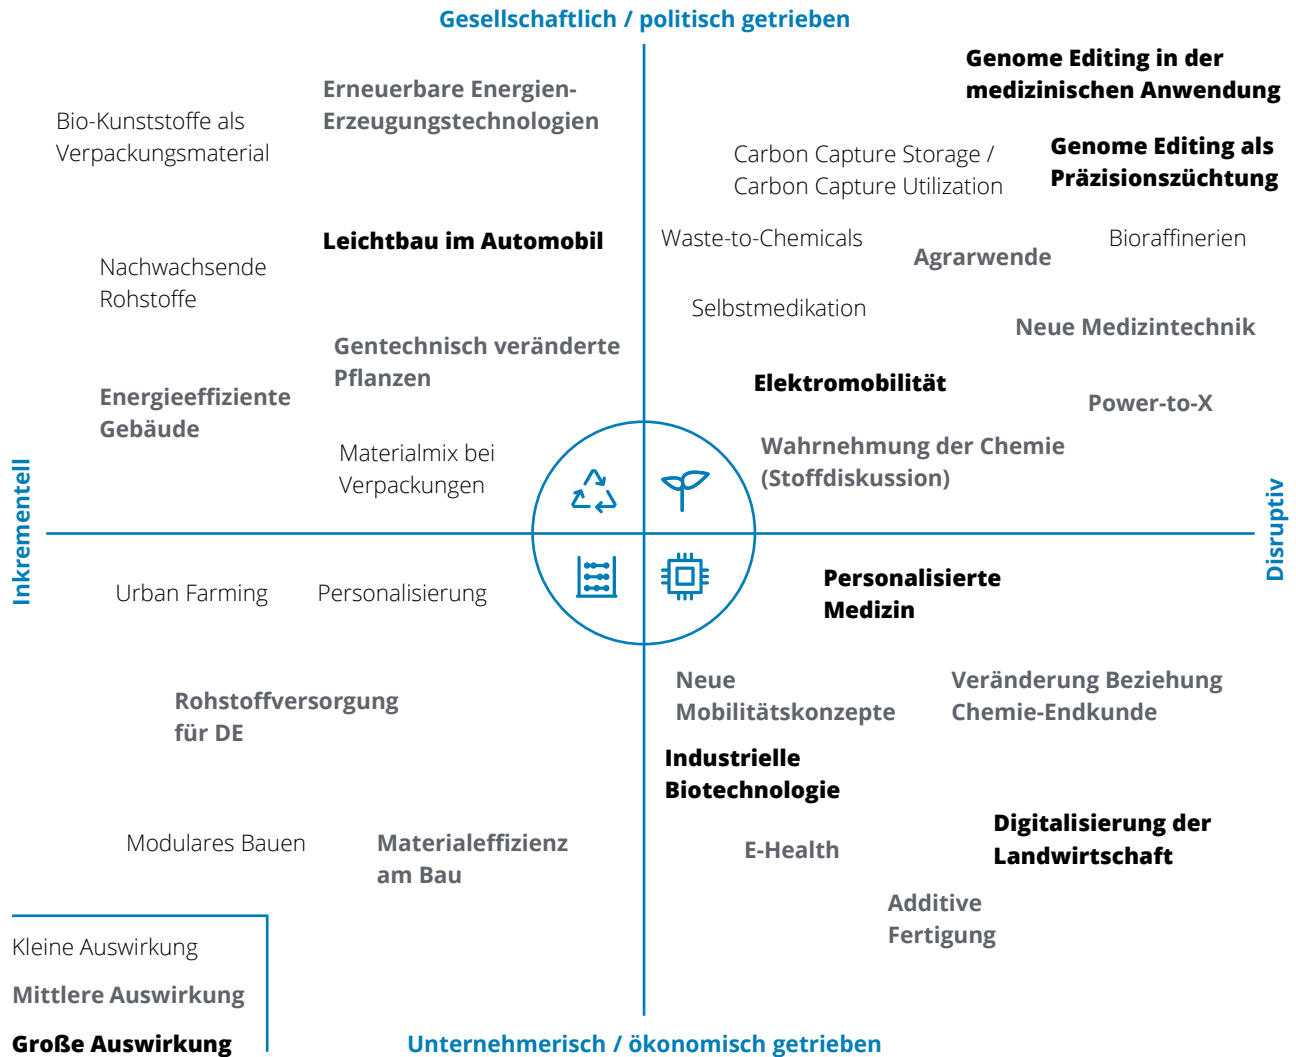 Gesellschaftlich / politisch getrieben
Genome Editing in der
medizinischen Anwendung
Erneuerbare Energien-
Erzeugungstechnologien
Bio-Kunststoffe als
Verpackungsmaterial
Carbon Capture Storage /
Carbon Capture Utilization
Genome Editing als
Präzisionszüchtung
Leichtbau im Automobil
Waste-to-Chemicals
Agrarwende
Bioraffinerien
Nachwachsende
Rohstoffe
Selbstmedikation
Neue Medizintechnik
Gentechnisch veränderte
Pflanzen
Elektromobilität
Power-to-X
Energieeffiziente
Gebäude
Wahrnehmung der Chemie
(Stoffdiskussion)
Materialmix bei
Verpackungen
Inkrementell
Disruptiv
Urban Farming
Personalisierung
Personalisierte
Medizin
Rohstoffversorgung
für DE
Neue
Mobilitätskonzepte
Veränderung Beziehung
Chemie-Endkunde
Industrielle
Biotechnologie
Modulares Bauen
Materialeffizienz
am Bau
E-Health
Digitalisierung der
Landwirtschaft
Additive
Fertigung
Kleine Auswirkung
Mittlere Auswirkung
Große Auswirkung
Unternehmerisch / ökonomisch getrieben